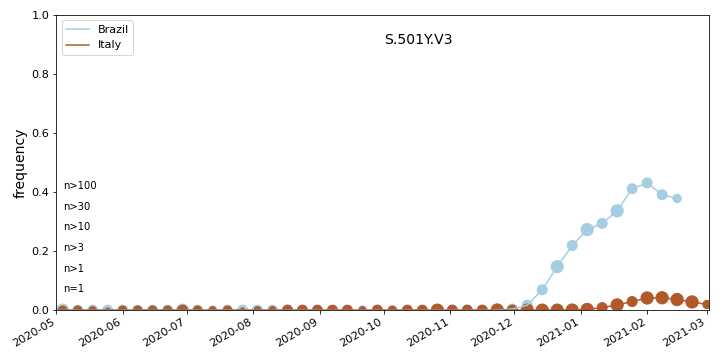 1.0
Brazil
Italy
S.501Y.V3
0.8
0.6
frequency
0.4
n>100
n>30
n>10
0.2
n>3
n>1
n=1
0.0
2020-05
2020-06
2020-07
2020-08
2020-09
2020-10
2020-11
2020-12
2021-01
2021-02
2021-03